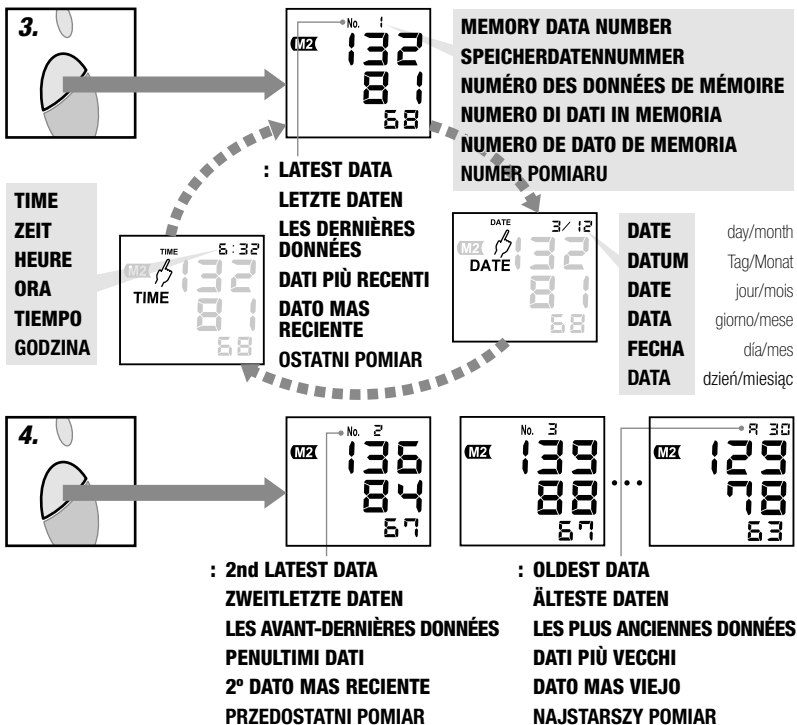 3.
No. 1
M2
132
81
68
MEMORY DATA NUMBER
SPEICHERDATENNUMMER
NUMÉRO DES DONNÉES DE MÉMOIRE
NUMERO DI DATI IN MEMORIA
NUMERO DE DATO DE MEMORIA
NUMER POMIARU
: LATEST DATA
LETZTE DATEN
LES DERNIÈRES
DONNÉES
DATI PIÙ RECENTI
DATO MAS
RECIENTE
OSTATNI POMIAR
TIME
ZEIT
HEURE
ORA
TIEMPO
GODZINA
TIME 6:32
M2
132
TIME
81
68
DATE 3/12
M2
132
DATE
81
68
DATE day/month
DATUM Tag/Monat
DATE jour/mois
DATA giorno/mese
FECHA día/mes
DATA dzień/miesiąc
4.
No. 2
M2
136
84
67
: 2nd LATEST DATA
ZWEITLETZTE DATEN
LES AVANT-DERNIÈRES DONNÉES
PENULTIMI DATI
2º DATO MAS RECIENTE
PRZEDOSTATNI POMIAR
No. 3
M2
139
88
67
...
A 30
M2
129
78
63
: OLDEST DATA
ÄLTESTE DATEN
LES PLUS ANCIENNES DONNÉES
DATI PIÙ VECCHI
DATO MAS VIEJO
NAJSTARSZY POMIAR